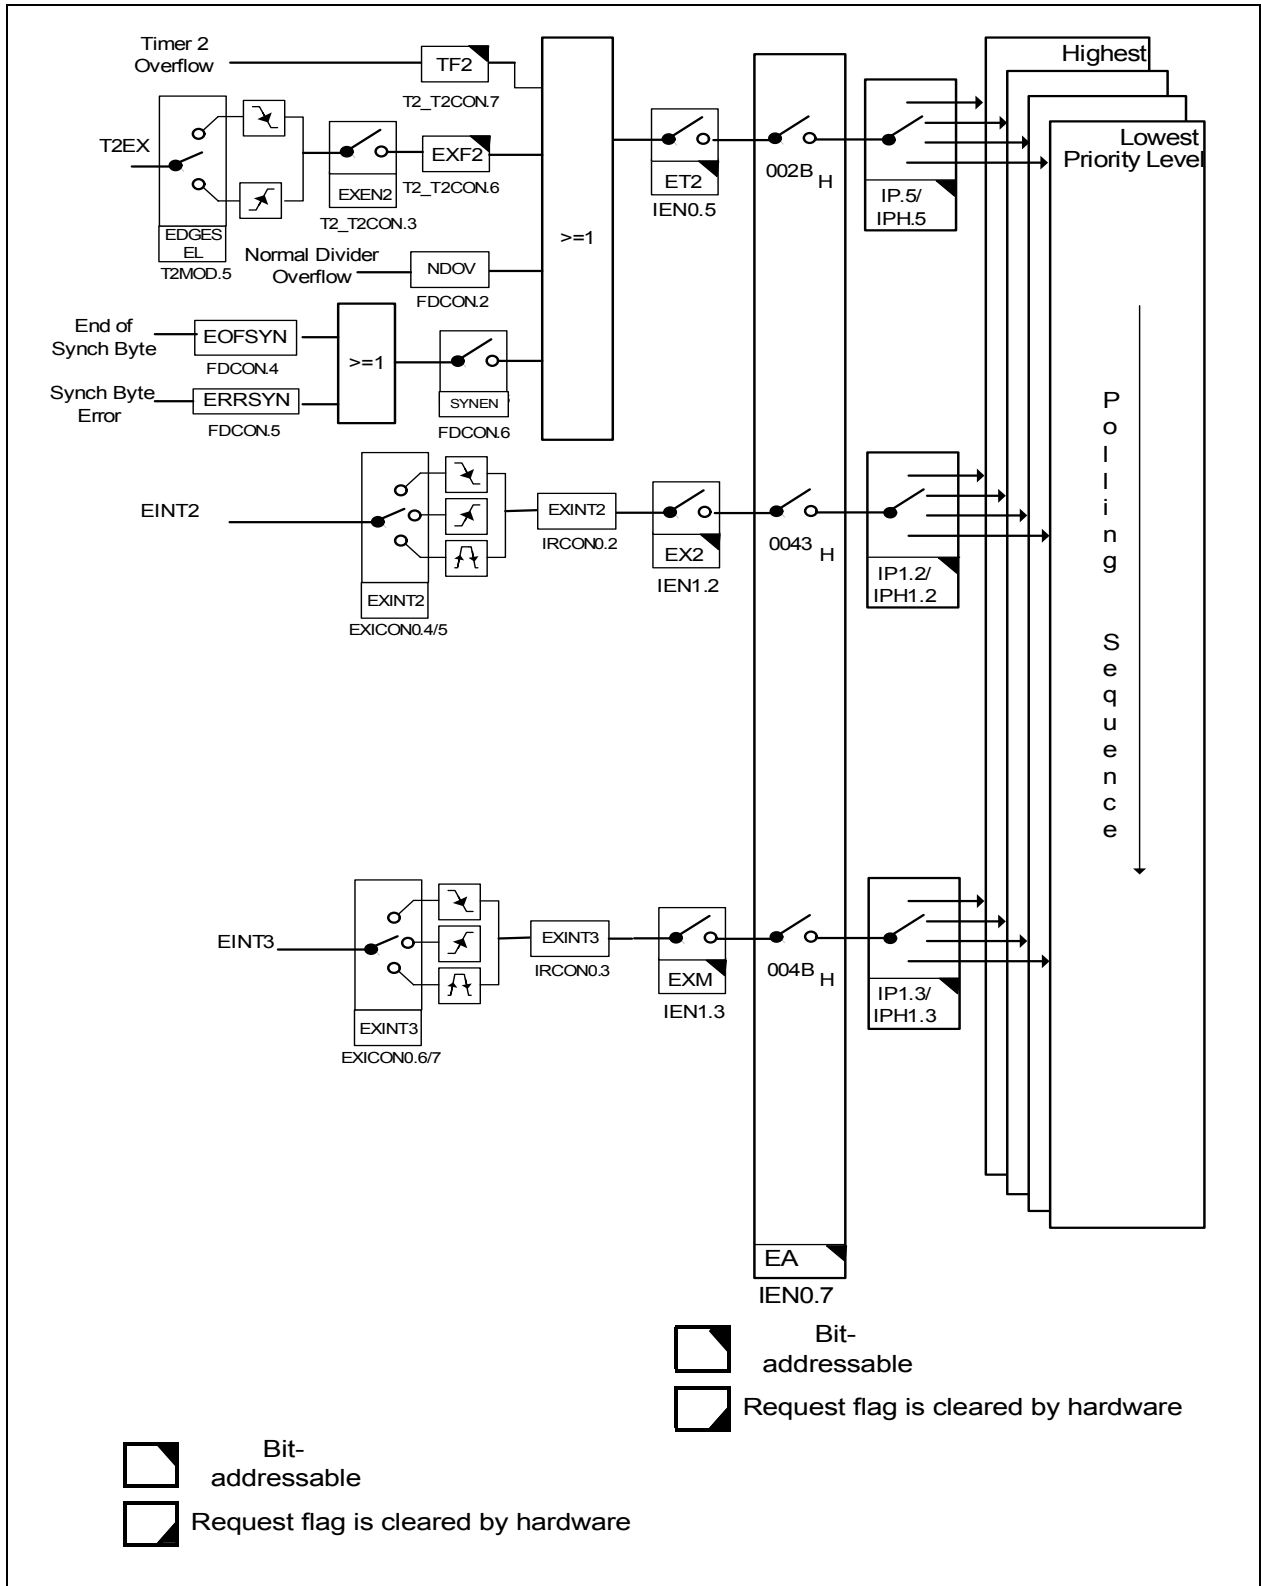 Highest
Lowest
Priority Level
Timer 2
Overflow
TF2
T2_T2CON.7
T2EX
EDGES
EL
T2MOD.5
EXEN2
T2_T2CON.3
EXF2
T2_T2CON.6
Normal Divider
Overflow
NDOV
FDCON.2
End of
Synch Byte
EOFSYN
FDCON.4
Synch Byte
Error
ERRSYN
FDCON.5
>=1
SYNEN
FDCON.6
>=1
ET2
IEN0.5
002B H
IP.5/
IPH.5
EINT2
EXINT2
EXICON0.4/5
EXINT2
IRCON0.2
EX2
IEN1.2
0043 H
IP1.2/
IPH1.2
Polling Sequence
EINT3
EXINT3
EXICON0.6/7
EXINT3
IRCON0.3
EXM
IEN1.3
004B H
IP1.3/
IPH1.3
EA
IEN0.7
Bit-
addressable
Request flag is cleared by hardware
Bit-
addressable
Request flag is cleared by hardware